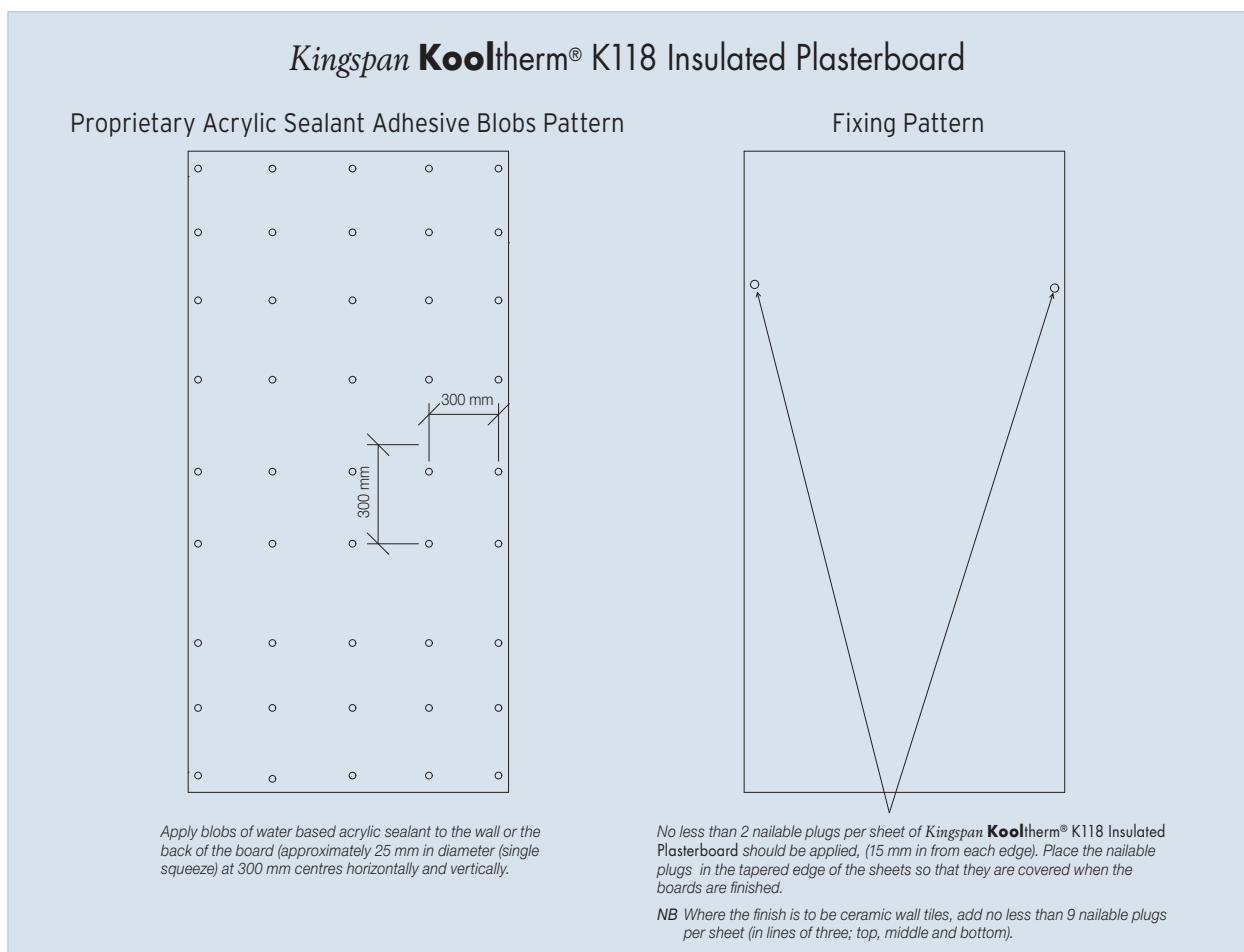 Kingspan Kooltherm® K118 Insulated Plasterboard
Proprietary Acrylic Sealant Adhesive Blobs Pattern
Fixing Pattern
300 mm
300 mm
Apply blobs of water based acrylic sealant to the wall or the
back of the board (approximately 25 mm in diameter (single
squeeze) at 300 mm centres horizontally and vertically.
No less than 2 nailable plugs per sheet of Kingspan Kooltherm® K118 Insulated
Plasterboard should be applied, (15 mm in from each edge). Place the nailable
plugs in the tapered edge of the sheets so that they are covered when the
boards are finished.
NB Where the finish is to be ceramic wall tiles, add no less than 9 nailable plugs
per sheet (in lines of three; top, middle and bottom).